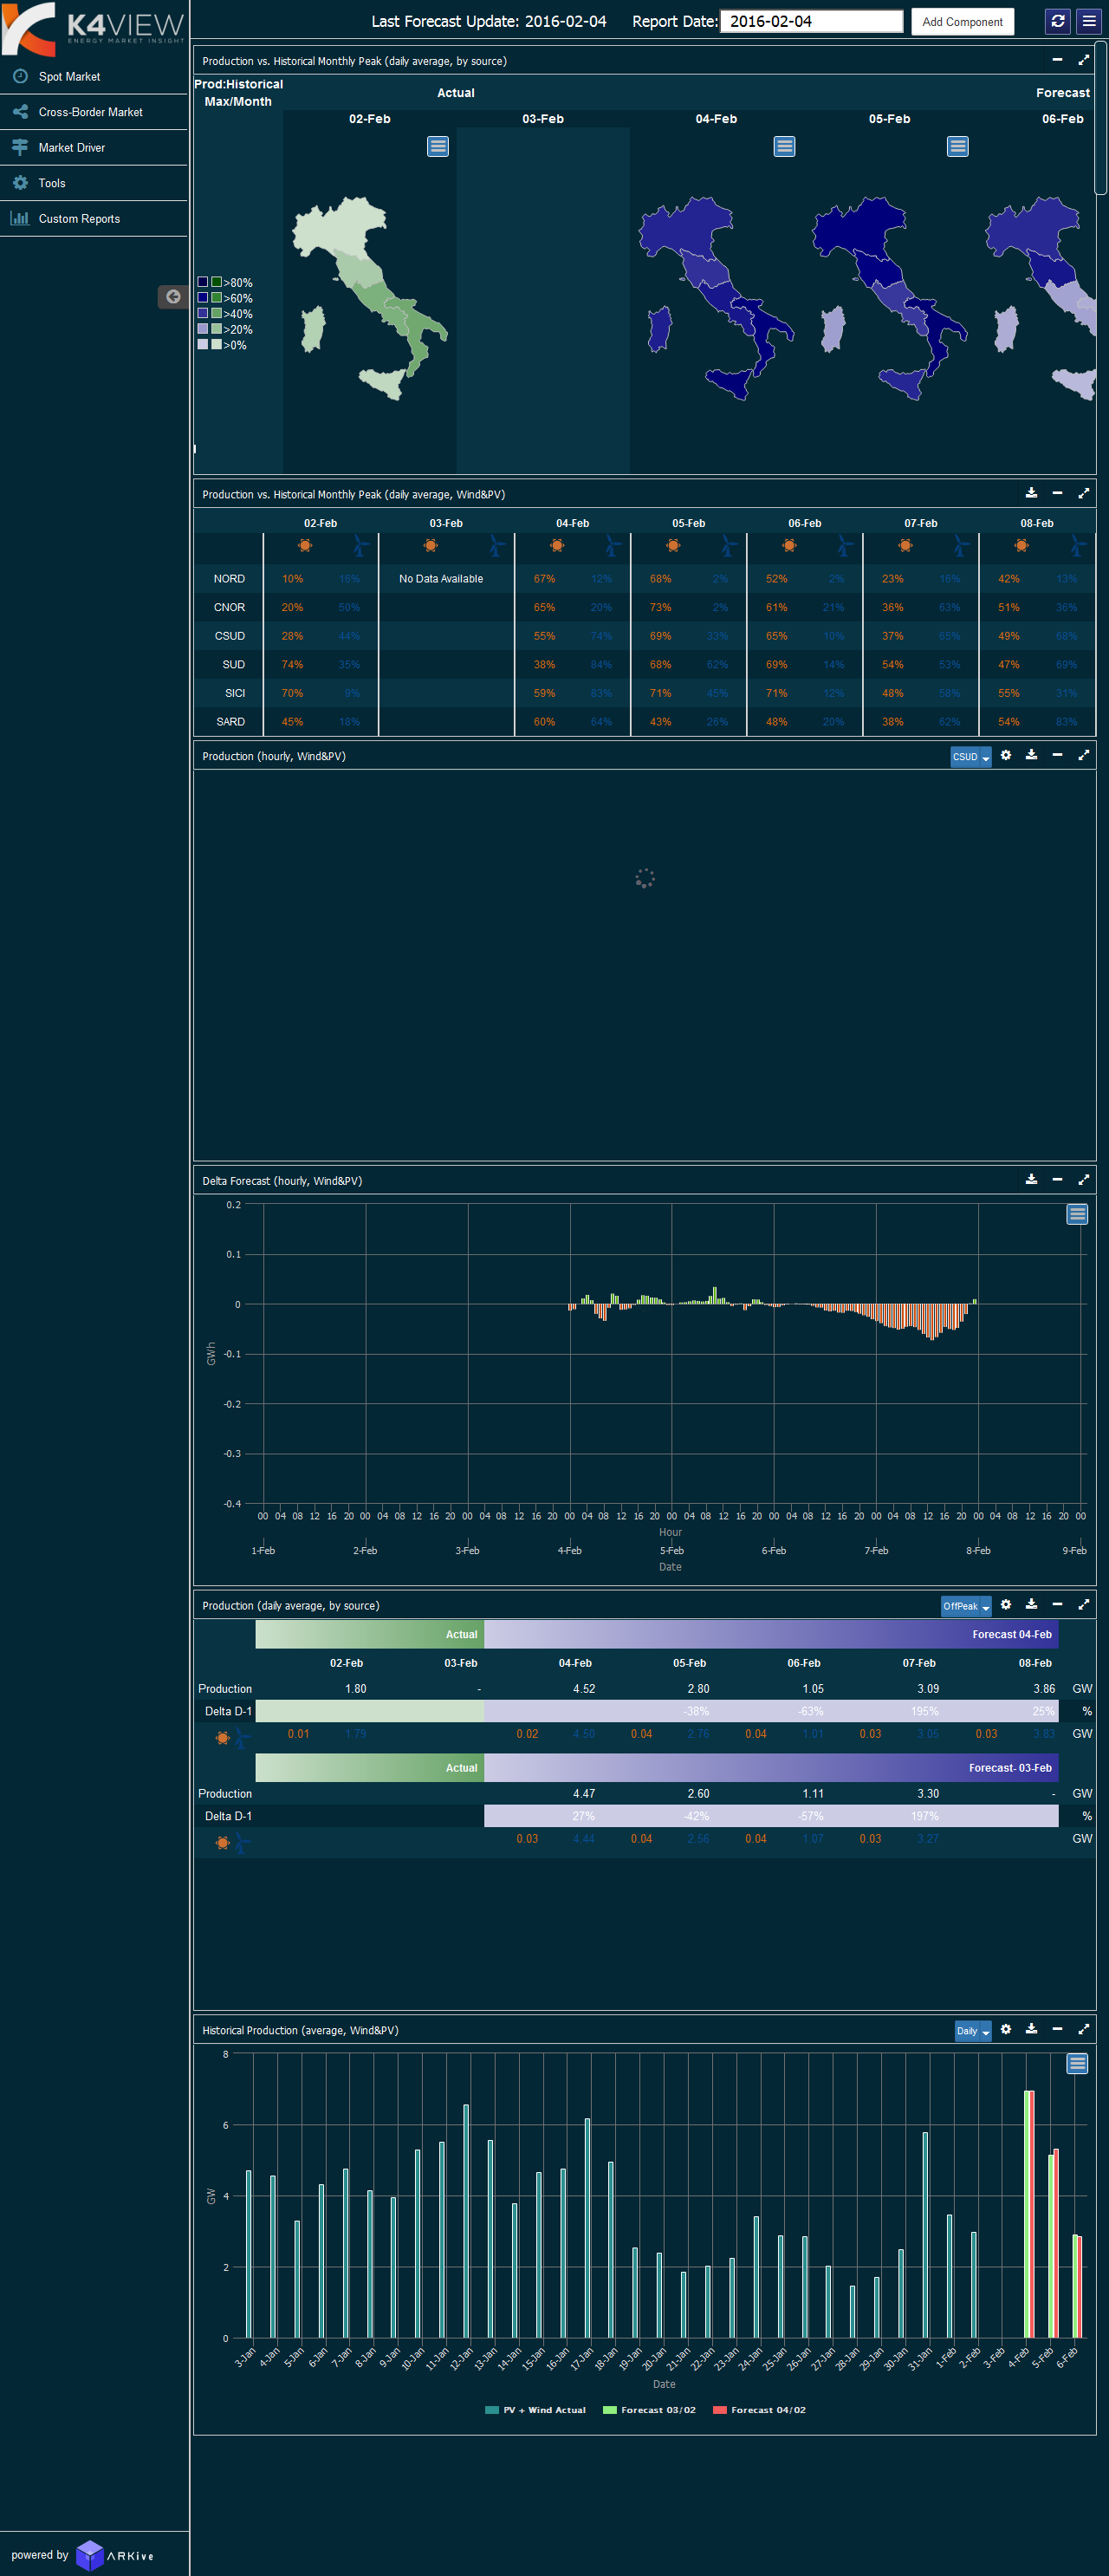 K4VIEW
ENERGY MARKET INSIGHT
Last Forecast Update: 2016-02-04 Report Date: 2016-02-04 Add Component
Spot Market
Cross-Border Market
Market Driver
Tools
Custom Reports
Production vs. Historical Monthly Peak (daily average, by source)
Prod:Historical Max/Month
Actual Forecast
02-Feb 03-Feb 04-Feb 05-Feb 06-Feb
>80%
>60%
>40%
>20%
>0%
Production vs. Historical Monthly Peak (daily average, Wind&PV)
02-Feb 03-Feb 04-Feb 05-Feb 06-Feb 07-Feb 08-Feb
NORD 10% 16% No Data Available 67% 12% 68% 2% 52% 2% 23% 16% 42% 13%
CNOR 20% 50% 65% 20% 73% 2% 61% 21% 36% 63% 51% 36%
CSUD 28% 44% 55% 74% 69% 33% 65% 10% 37% 65% 49% 68%
SUD 74% 35% 38% 84% 68% 62% 69% 14% 54% 53% 47% 69%
SICI 70% 9% 59% 83% 71% 45% 71% 12% 48% 58% 55% 31%
SARD 45% 18% 60% 64% 43% 26% 48% 20% 38% 62% 54% 83%
Production (hourly, Wind&PV) CSUD
Delta Forecast (hourly, Wind&PV)
0.2
0.1
0
-0.1
-0.2
-0.3
-0.4
GWh
00 04 08 12 16 20 00 04 08 12 16 20 00 04 08 12 16 20 00 04 08 12 16 20 00 04 08 12 16 20 00 04 08 12 16 20 00 04 08 12 16 20 00 04 08 12 16 20 00
Hour
1-Feb 2-Feb 3-Feb 4-Feb 5-Feb 6-Feb 7-Feb 8-Feb 9-Feb
Date
Production (daily average, by source) OffPeak
Actual Forecast 04-Feb
02-Feb 03-Feb 04-Feb 05-Feb 06-Feb 07-Feb 08-Feb
Production 1.80 - 4.52 2.80 1.05 3.09 3.86 GW
Delta D-1 -38% -63% 195% 25% %
0.01 1.79 0.02 4.50 0.04 2.76 0.04 1.01 0.03 3.05 0.03 3.83 GW
Actual Forecast- 03-Feb
Production 4.47 2.60 1.11 3.30 - GW
Delta D-1 27% -42% -57% 197% %
0.03 4.44 0.04 2.56 0.04 1.07 0.03 3.27 GW
Historical Production (average, Wind&PV) Daily
8
6
4
2
0
GW
3-Jan 4-Jan 5-Jan 6-Jan 7-Jan 8-Jan 9-Jan 10-Jan 11-Jan 12-Jan 13-Jan 14-Jan 15-Jan 16-Jan 17-Jan 18-Jan 19-Jan 20-Jan 21-Jan 22-Jan 23-Jan 24-Jan 25-Jan 26-Jan 27-Jan 28-Jan 29-Jan 30-Jan 31-Jan 1-Feb 2-Feb 3-Feb 4-Feb 5-Feb 6-Feb
Date
PV + Wind Actual Forecast 03/02 Forecast 04/02
powered by ARKive